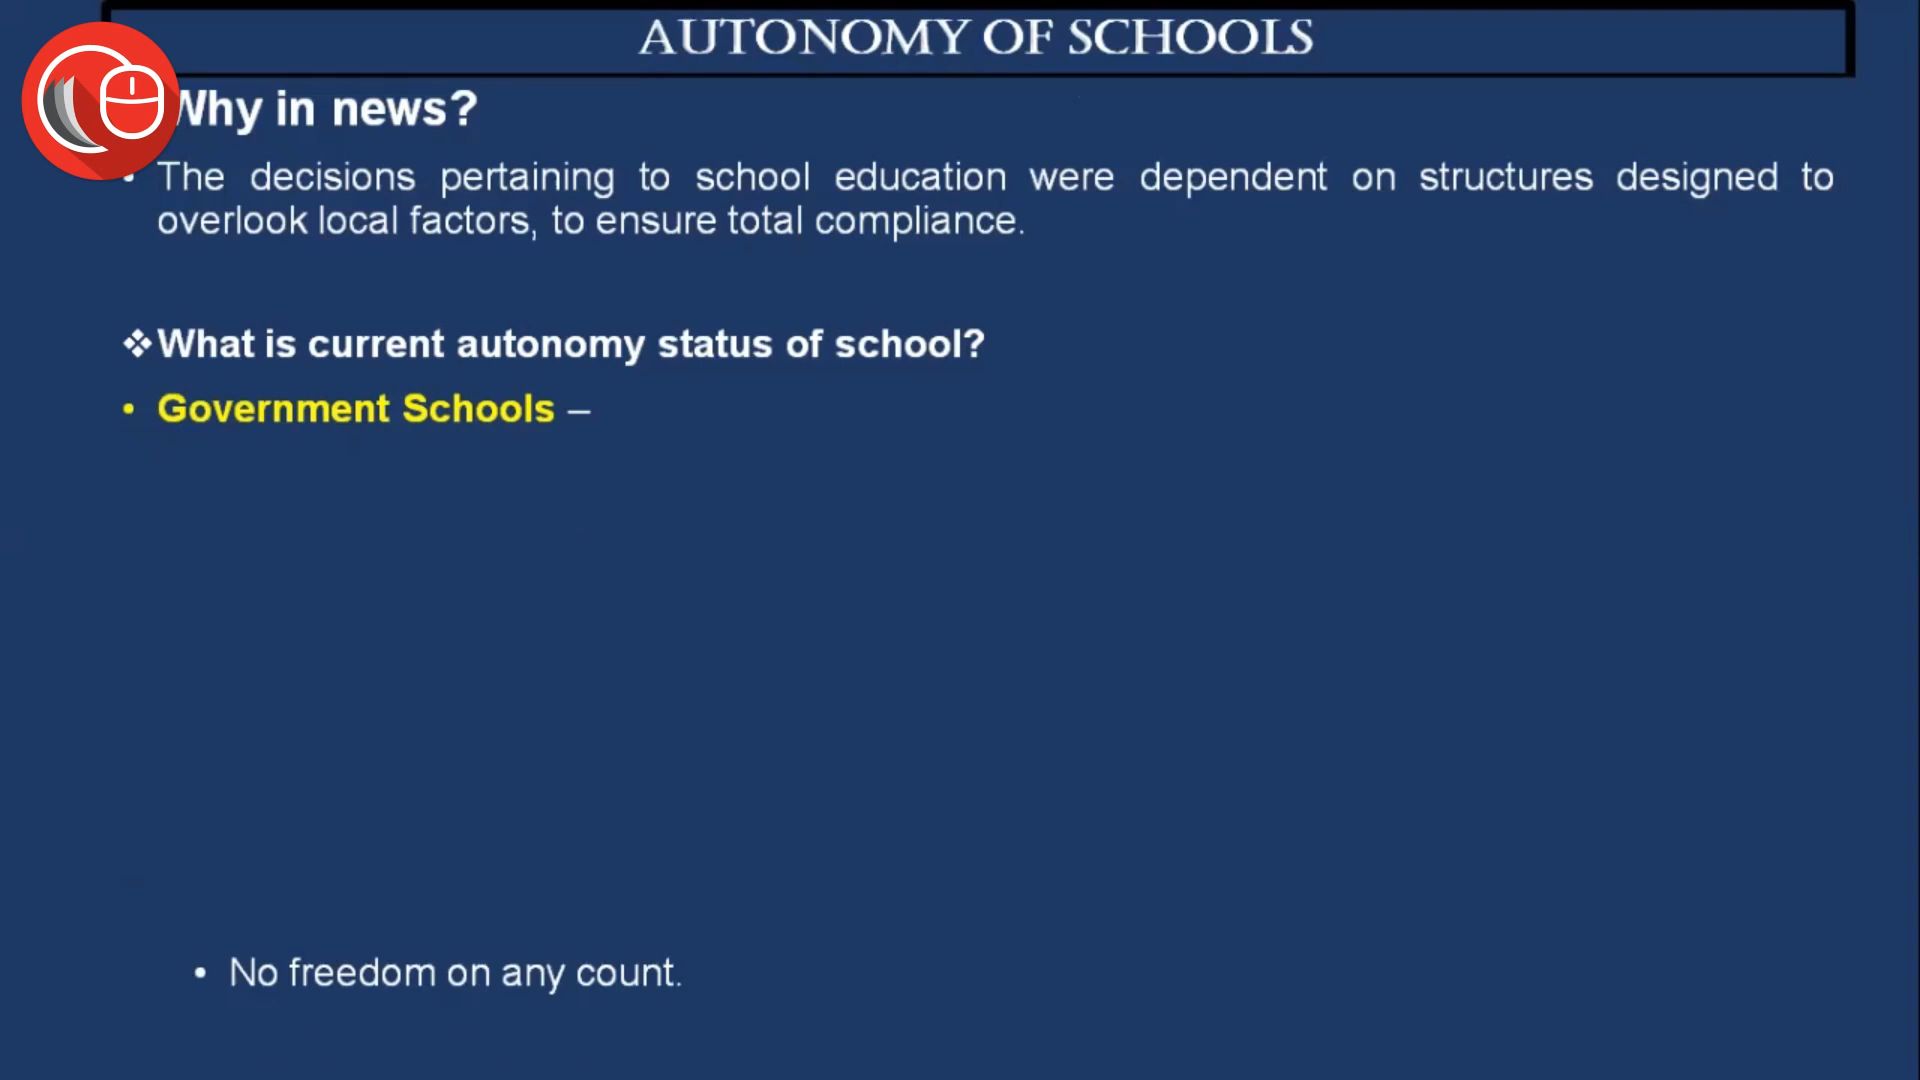 AUTONOMY OF SCHOOLS
Why in news?
• The decisions pertaining to school education were dependent on structures designed to
overlook local factors, to ensure total compliance.
❖What is current autonomy status of school?
• Government Schools –
• No freedom on any count.